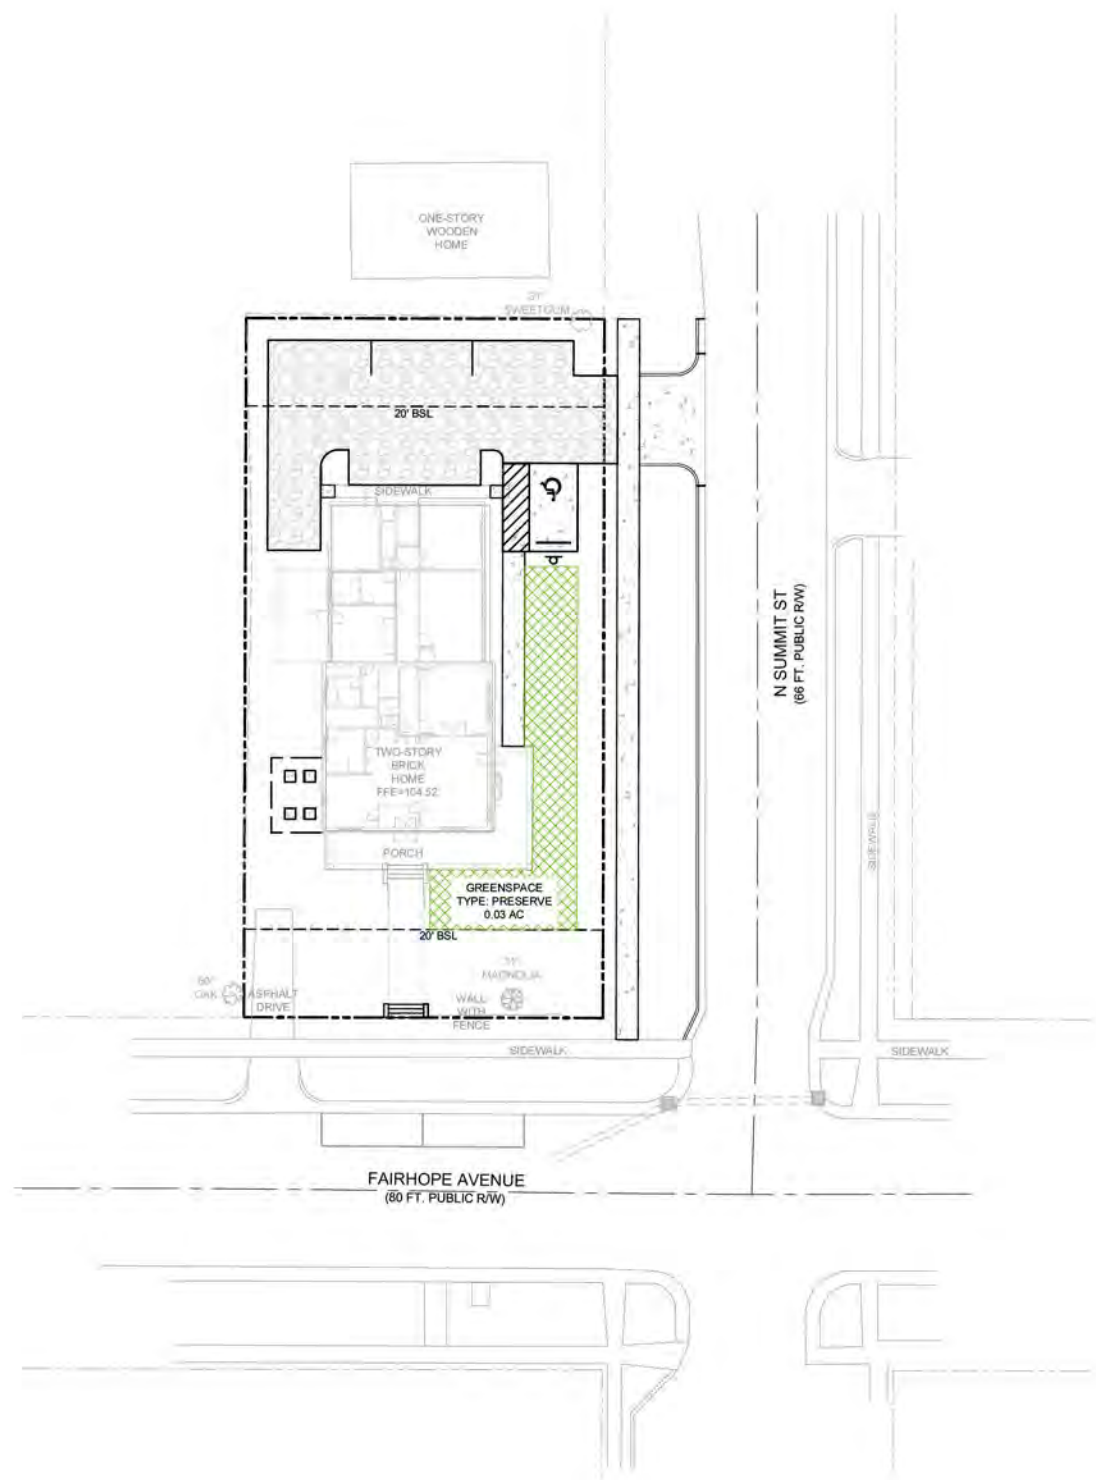 ONE-STORY
WOODEN
HOME
SWEETGUM
20' BSL
SIDEWALK
N SUMMIT ST
(66 FT. PUBLIC R/W)
TWO-STORY
BRICK
HOME
FFE=104.52
PORCH
SIDEWALK
GREENSPACE
TYPE: PRESERVE
0.03 AC
20' BSL
MAGNOLIA
OAK
ASPHALT
DRIVE
WALL
WITH
FENCE
SIDEWALK
SIDEWALK
FAIRHOPE AVENUE
(80 FT. PUBLIC R/W)